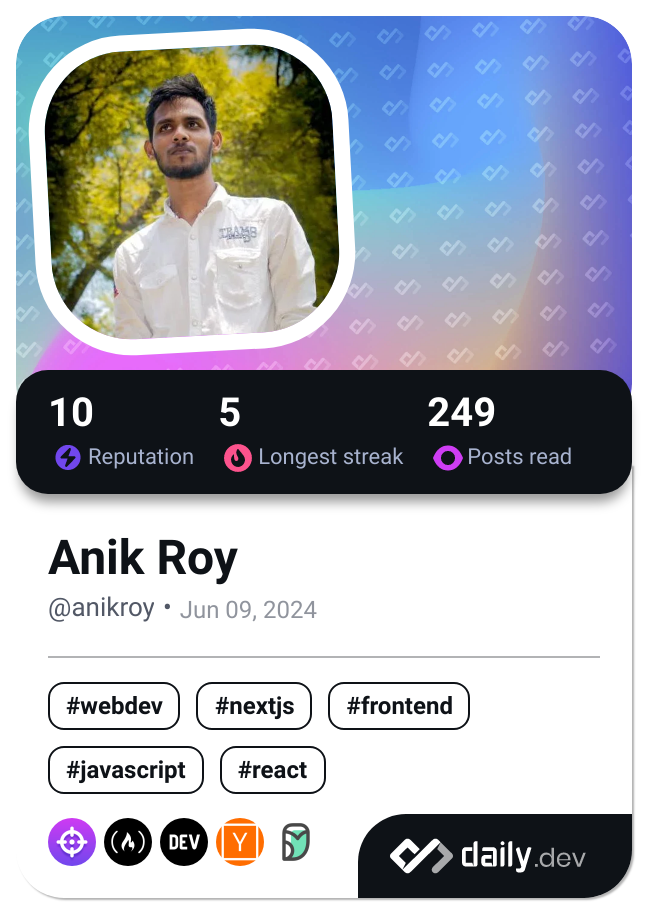 10 5 249
Reputation Longest streak Posts read
Anik Roy
@anikroy • Jun 09, 2024
#webdev #nextjs #frontend
#javascript #react
DEV Y daily.dev